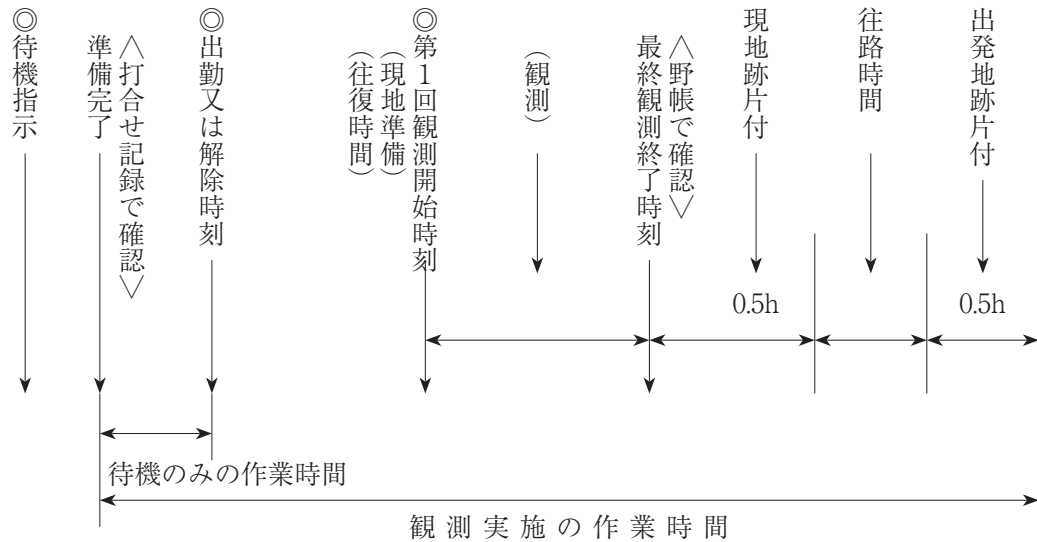 ◎待機指示
準備完了
〈打合せ記録で確認〉
◎出勤又は解除時刻
(往復時間)
(現地準備)
◎第1回観測開始時刻
(観測)
最終観測終了時刻
〈野帳で確認〉
現地跡片付
往路時間
出発地跡片付
0.5h
0.5h
待機のみの作業時間
観測実施の作業時間